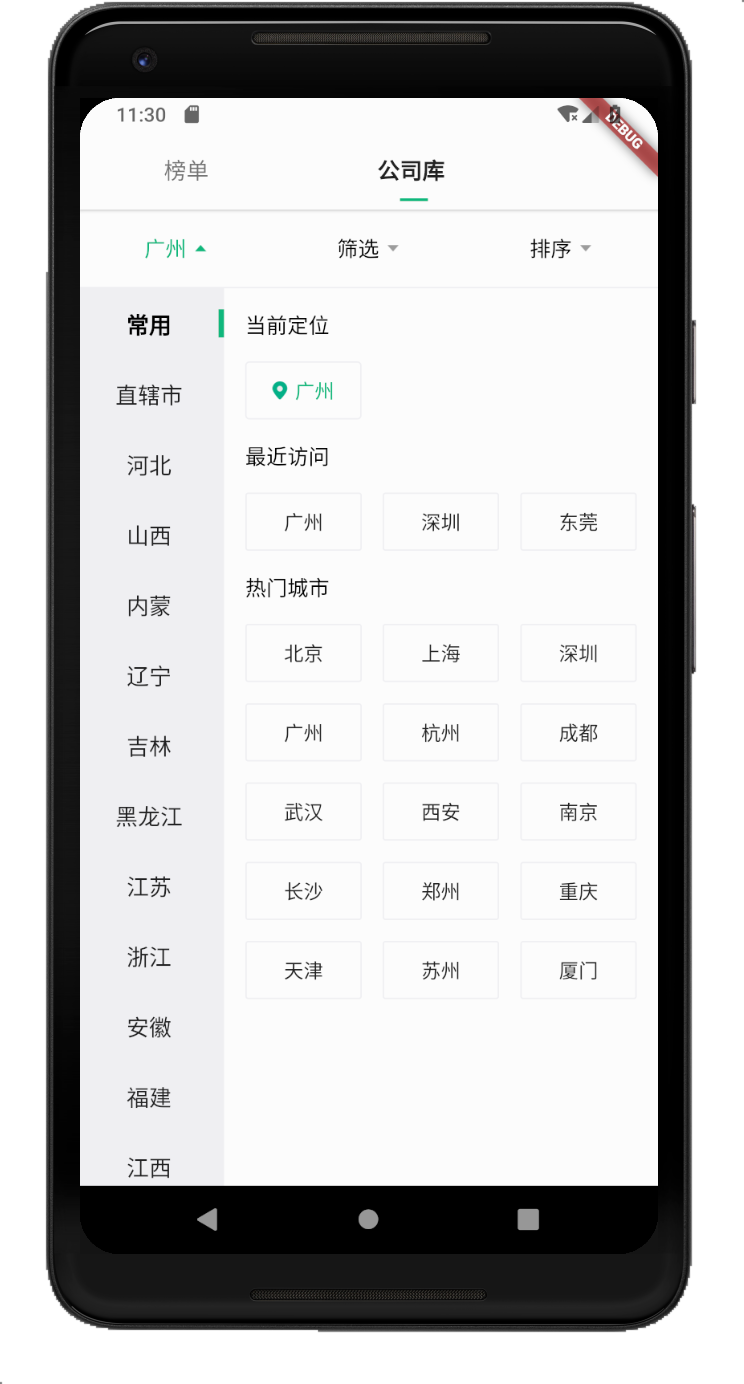 11:30
DEBUG
榜单 公司库
广州 筛选 排序
常用
直辖市
河北
山西
内蒙
辽宁
吉林
黑龙江
江苏
浙江
安徽
福建
江西
当前定位
广州
最近访问
广州 深圳 东莞
热门城市
北京 上海 深圳
广州 杭州 成都
武汉 西安 南京
长沙 郑州 重庆
天津 苏州 厦门